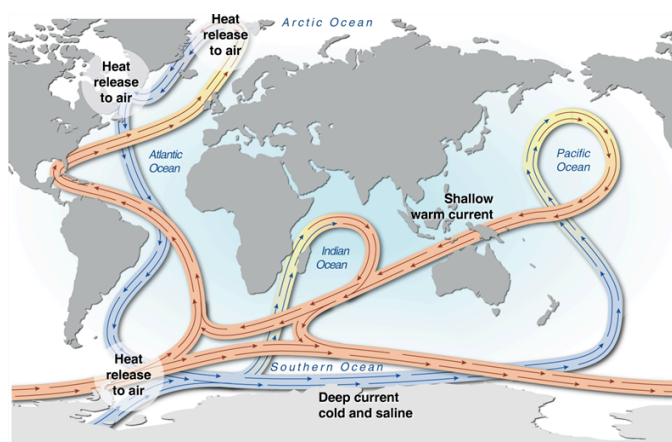 Heat
release
to air
Arctic Ocean
Heat
release
to air
Atlantic
Ocean
Pacific
Ocean
Shallow
warm current
Indian
Ocean
Heat
release
to air
Southern Ocean
Deep current
cold and saline